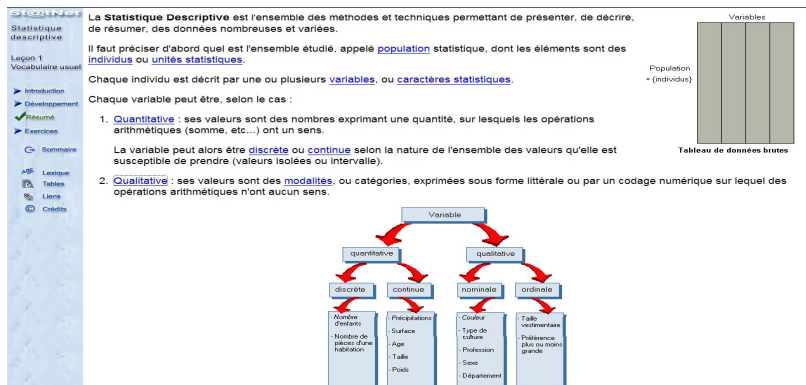 StatNet
Statistique
descriptive
Leçon 1
Vocabulaire usuel
Introduction
Développement
Résumé
Exercices
Sommaire
Lexique
Tables
Liens
Crédits
La Statistique Descriptive est l'ensemble des méthodes et techniques permettant de présenter, de décrire,
de résumer, des données nombreuses et variées.
Il faut préciser d'abord quel est l'ensemble étudié, appelé population statistique, dont les éléments sont des
individus ou unités statistiques.
Chaque individu est décrit par une ou plusieurs variables, ou caractères statistiques.
Chaque variable peut être, selon le cas :
1. Quantitative : ses valeurs sont des nombres exprimant une quantité, sur lesquels les opérations
arithmétiques (somme, etc...) ont un sens.
La variable peut alors être discrète ou continue selon la nature de l'ensemble des valeurs qu'elle est
susceptible de prendre (valeurs isolées ou intervalle).
2. Qualitative : ses valeurs sont des modalités, ou catégories, exprimées sous forme littérale ou par un codage numérique sur lequel des
opérations arithmétiques n'ont aucun sens.
Variables
Population
= {individus}
Tableau de données brutes
Variable
quantitative
qualitative
discrète
continue
nominale
ordinale
- Nombre
d'enfants
- Nombre de
pièces d'une
habitation
- Précipitations
- Surface
- Age
- Taille
- Poids
- Couleur
- Type de
culture
- Profession
- Sexe
- Département
- Taille
vestimentaire
- Préférence
plus ou moins
grande